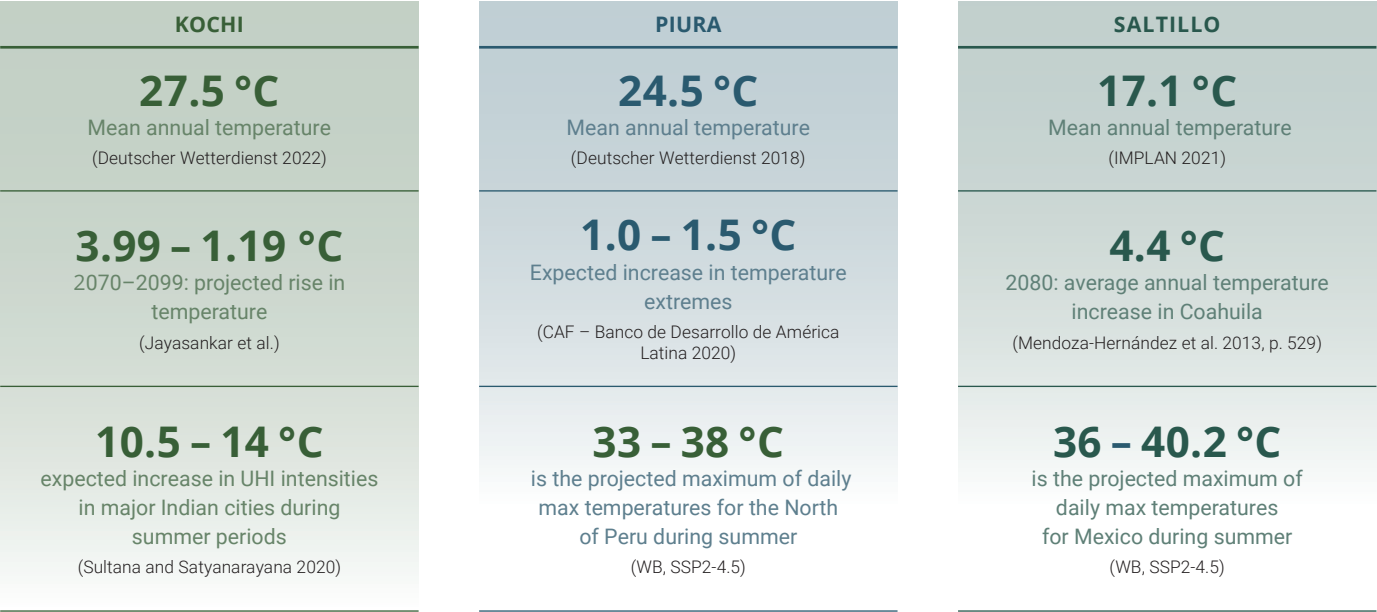 KOCHI
27.5 °C
Mean annual temperature
(Deutscher Wetterdienst 2022)
3.99 – 1.19 °C
2070–2099: projected rise in
temperature
(Jayasankar et al.)
10.5 – 14 °C
expected increase in UHI intensities
in major Indian cities during
summer periods
(Sultana and Satyanarayana 2020)
PIURA
24.5 °C
Mean annual temperature
(Deutscher Wetterdienst 2018)
1.0 – 1.5 °C
Expected increase in temperature
extremes
(CAF – Banco de Desarrollo de América
Latina 2020)
33 – 38 °C
is the projected maximum of daily
max temperatures for the North
of Peru during summer
(WB, SSP2-4.5)
SALTILLO
17.1 °C
Mean annual temperature
(IMPLAN 2021)
4.4 °C
2080: average annual temperature
increase in Coahuila
(Mendoza-Hernández et al. 2013, p. 529)
36 – 40.2 °C
is the projected maximum of
daily max temperatures
for Mexico during summer
(WB, SSP2-4.5)